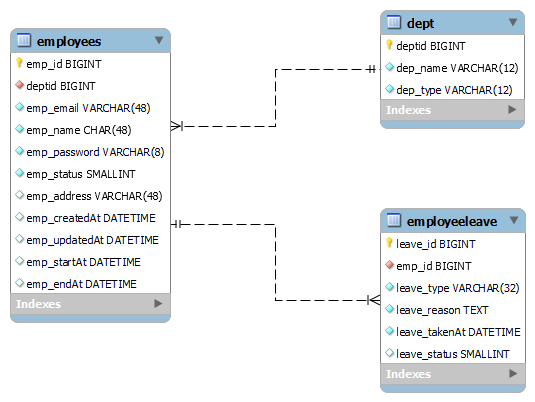 employees
emp_id BIGINT
deptid BIGINT
emp_email VARCHAR(48)
emp_name CHAR(48)
emp_password VARCHAR(8)
emp_status SMALLINT
emp_address VARCHAR(48)
emp_createdAt DATETIME
emp_updatedAt DATETIME
emp_startAt DATETIME
emp_endAt DATETIME
Indexes
dept
deptid BIGINT
dep_name VARCHAR(12)
dep_type VARCHAR(12)
Indexes
employeeleave
leave_id BIGINT
emp_id BIGINT
leave_type VARCHAR(32)
leave_reason TEXT
leave_takenAt DATETIME
leave_status SMALLINT
Indexes